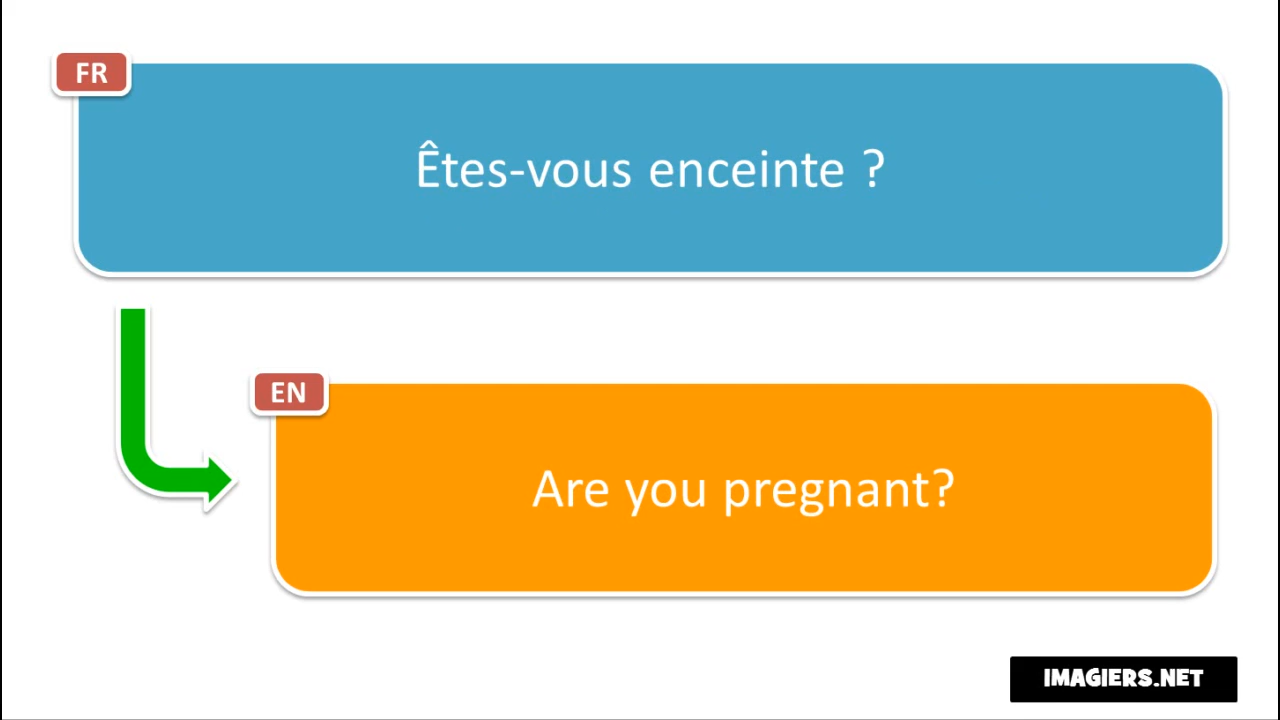 FR
Êtes-vous enceinte ?
EN
Are you pregnant?
IMAGIERS.NET